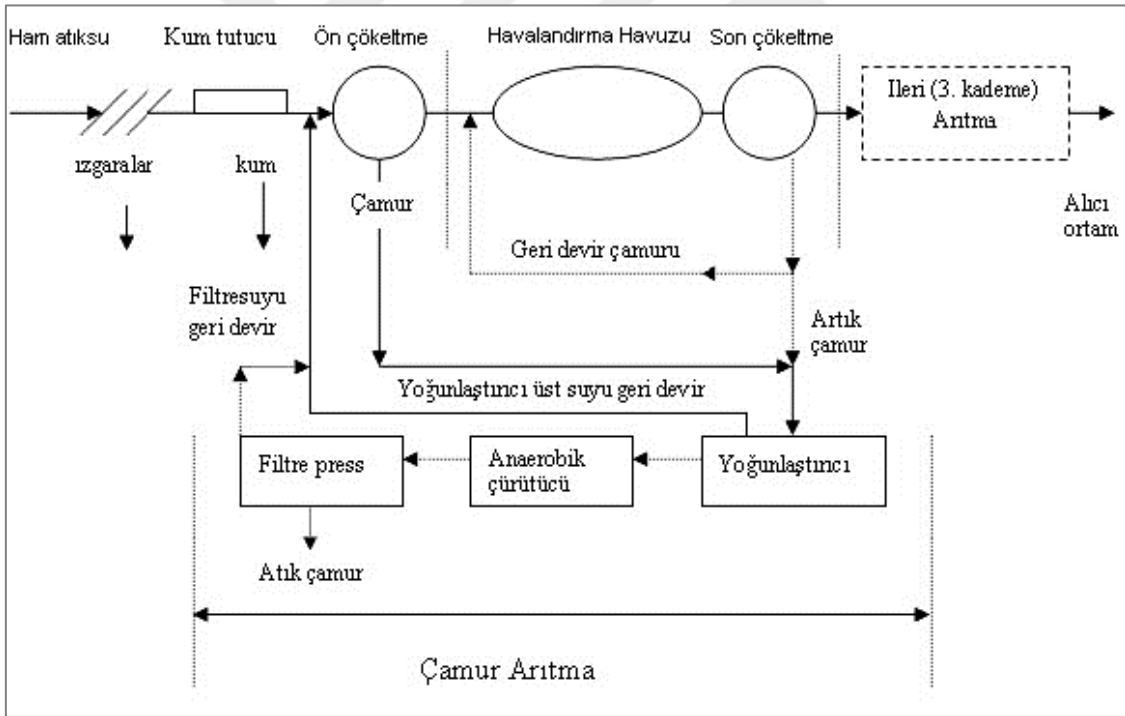 Ham atıksu
Kum tutucu
Ön çökeltme
Havalandırma Havuzu
Son çökeltme
İleri (3. kademe)
Arıtma
ızgaralar
kum
Çamur
Alıcı
ortam
Geri devir çamuru
Filtresuyu
geri devir
Artık
çamur
Yoğunlaştırıcı üst suyu geri devir
Filtre press
Anaerobik
çürütücü
Yoğunlaştırıcı
Atık çamur
Çamur Arıtma